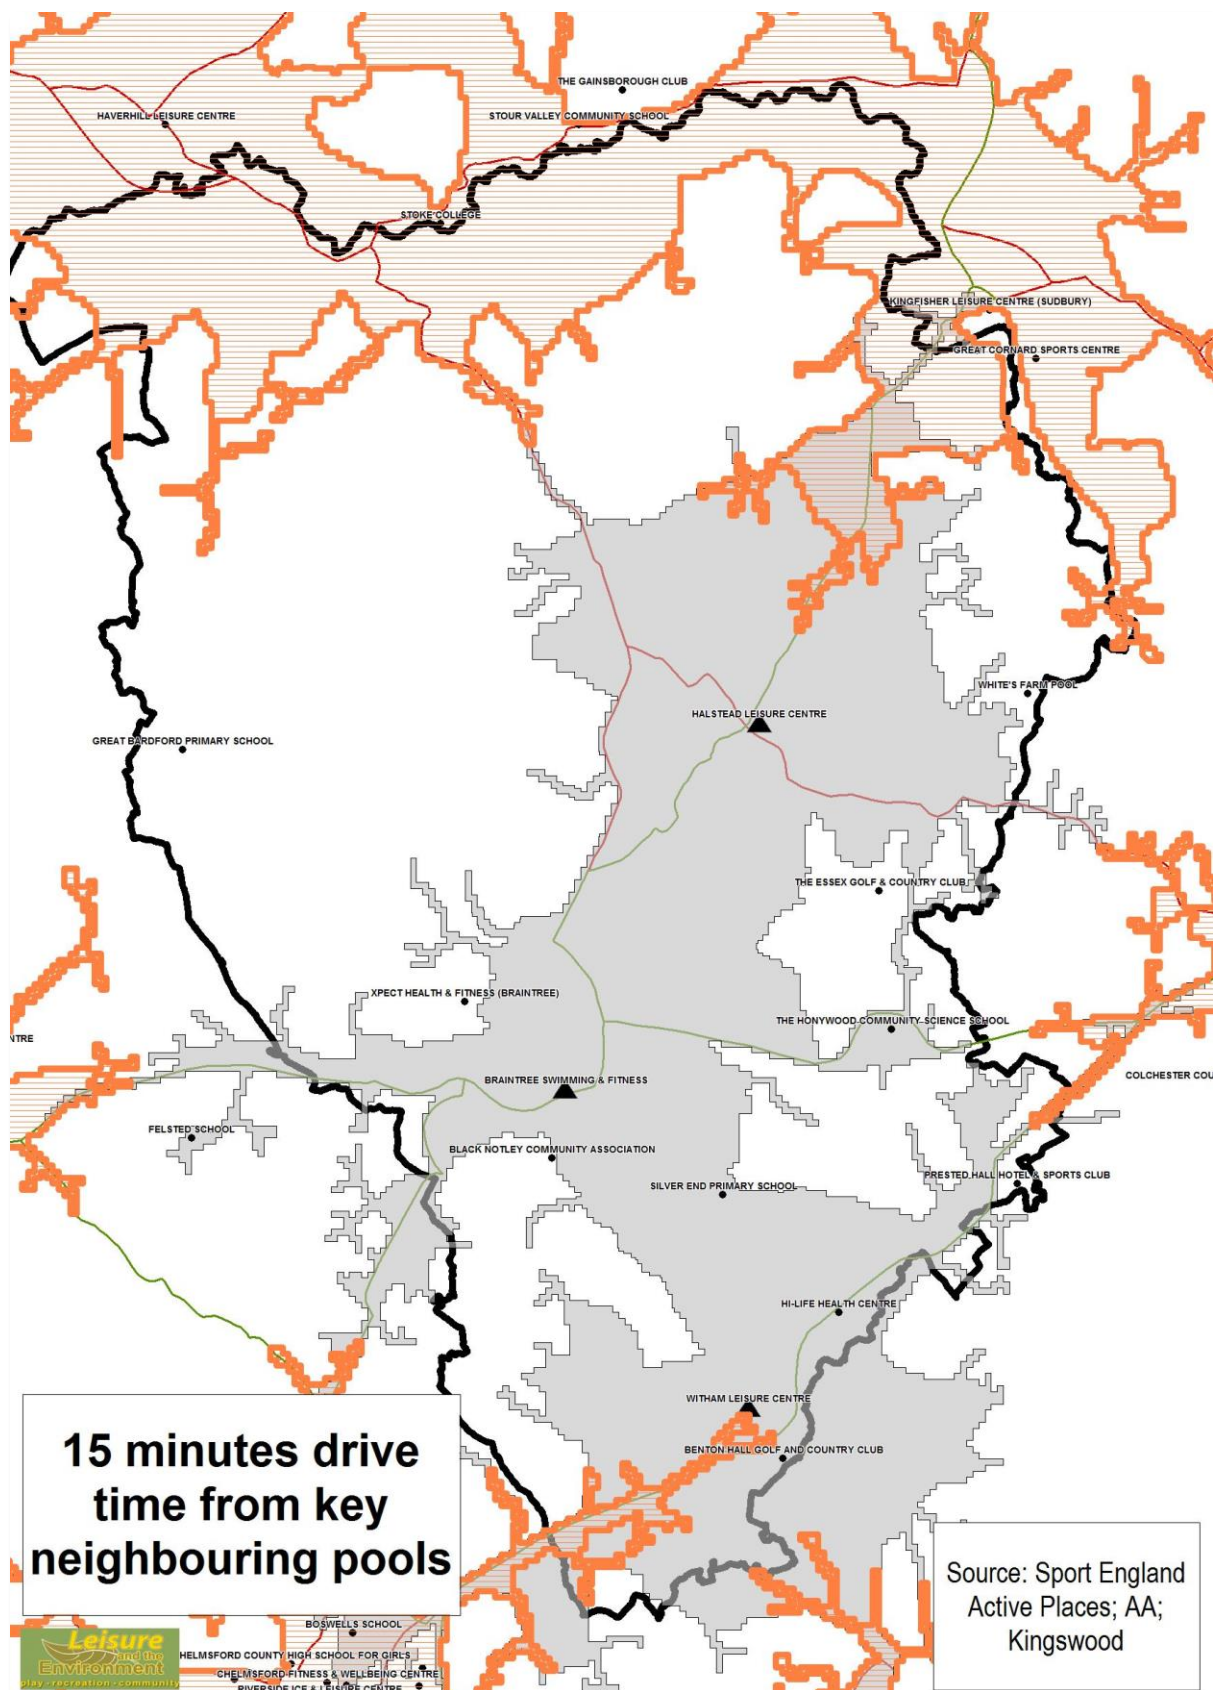 THE GAINSBOROUGH CLUB
HAVERHILL LEISURE CENTRE
STOUR VALLEY COMMUNITY SCHOOL
STOKE COLLEGE
KINGFISHER LEISURE CENTRE (SUDBURY)
GREAT CORNARD SPORTS CENTRE
WHITE'S FARM POOL
HALSTEAD LEISURE CENTRE
GREAT BARDFORD PRIMARY SCHOOL
THE ESSEX GOLF & COUNTRY CLUB
XPECT HEALTH & FITNESS (BRAINTREE)
THE HONYWOOD COMMUNITY SCIENCE SCHOOL
NTRE
COLCHESTER COU
BRAINTREE SWIMMING & FITNESS
FELSTED SCHOOL
BLACK NOTLEY COMMUNITY ASSOCIATION
PRESTED HALL HOTEL & SPORTS CLUB
SILVER END PRIMARY SCHOOL
HI-LIFE HEALTH CENTRE
WITHAM LEISURE CENTRE
BENTON HALL GOLF AND COUNTRY CLUB
15 minutes drive
time from key
neighbouring pools
Source: Sport England
Active Places; AA;
Kingswood
BOSWELLS SCHOOL
HELMSFORD COUNTY HIGH SCHOOL FOR GIRLS
CHELMSFORD FITNESS & WELLBEING CENTRE
RIVERSIDE ICE & LEISURE CENTRE
Leisure
and the
Environment
play • recreation • community